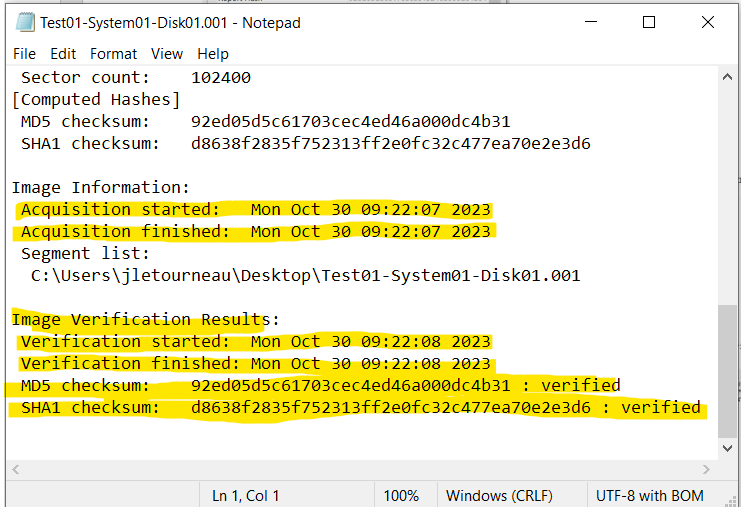 Test01-System01-Disk01.001 - Notepad
File Edit Format View Help
Sector count: 102400
[Computed Hashes]
MD5 checksum: 92ed05d5c61703cec4ed46a000dc4b31
SHA1 checksum: d8638f2835f752313ff2e0fc32c477ea70e2e3d6
Image Information:
Acquisition started: Mon Oct 30 09:22:07 2023
Acquisition finished: Mon Oct 30 09:22:07 2023
Segment list:
C:\Users\jletourneau\Desktop\Test01-System01-Disk01.001
Image Verification Results:
Verification started: Mon Oct 30 09:22:08 2023
Verification finished: Mon Oct 30 09:22:08 2023
MD5 checksum: 92ed05d5c61703cec4ed46a000dc4b31 : verified
SHA1 checksum: d8638f2835f752313ff2e0fc32c477ea70e2e3d6 : verified
Ln 1, Col 1 100% Windows (CRLF) UTF-8 with BOM